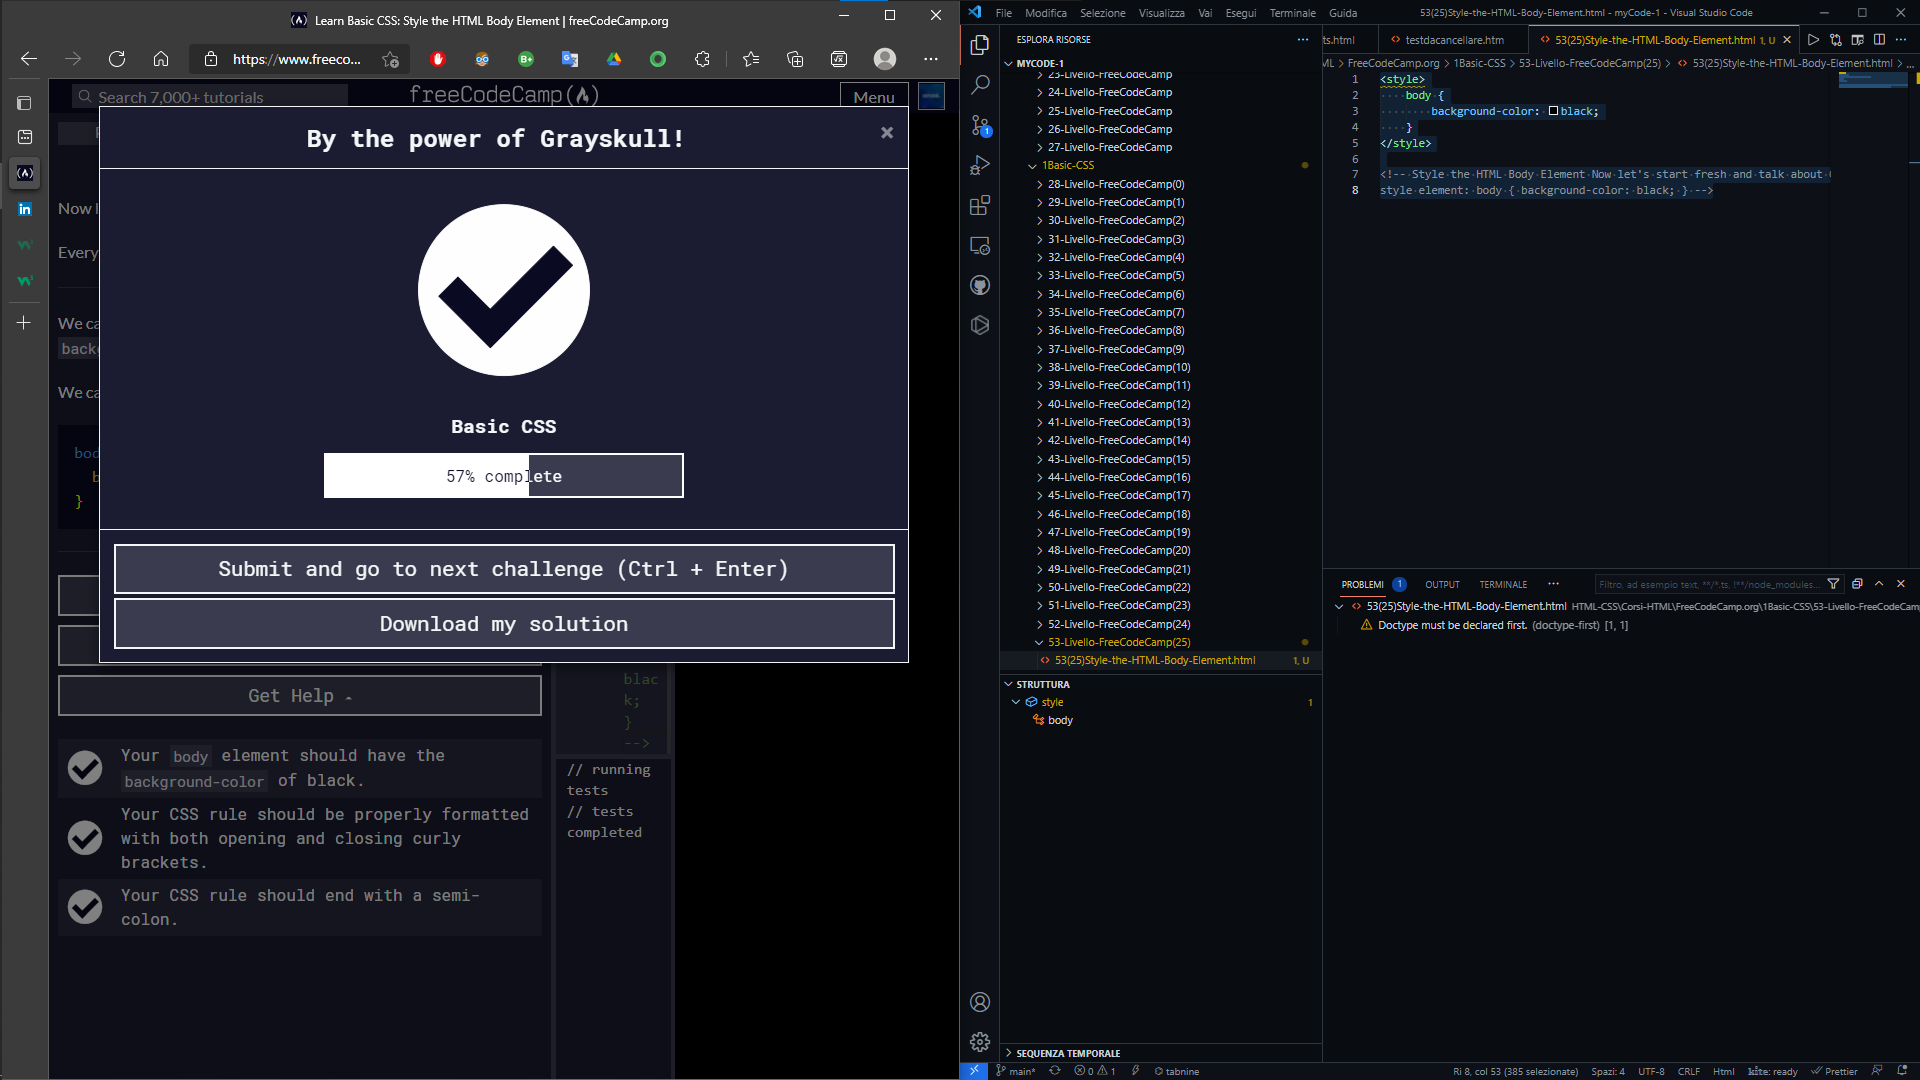 Learn Basic CSS: Style the HTML Body Element | freeCodeCamp.org
https://www.freeco...
Search 7,000+ tutorials
freeCodeCamp
Menu
By the power of Grayskull!
×
Now l
Every
We ca
back
We ca
bod
b
}
Basic CSS
57% complete
Submit and go to next challenge (Ctrl + Enter)
Download my solution
Get Help
Your body element should have the
background-color of black.
Your CSS rule should be properly formatted
with both opening and closing curly
brackets.
Your CSS rule should end with a semi-
colon.
blac
k;
}
-->
// running
tests
// tests
completed
File Modifica Selezione Visualizza Vai Esegui Terminale Guida
53(25)Style-the-HTML-Body-Element.html - myCode-1 - Visual Studio Code
ESPLORA RISORSE
MYCODE-1
23-Livello-FreeCodeCamp
24-Livello-FreeCodeCamp
25-Livello-FreeCodeCamp
26-Livello-FreeCodeCamp
27-Livello-FreeCodeCamp
1Basic-CSS
28-Livello-FreeCodeCamp(0)
29-Livello-FreeCodeCamp(1)
30-Livello-FreeCodeCamp(2)
31-Livello-FreeCodeCamp(3)
32-Livello-FreeCodeCamp(4)
33-Livello-FreeCodeCamp(5)
34-Livello-FreeCodeCamp(6)
35-Livello-FreeCodeCamp(7)
36-Livello-FreeCodeCamp(8)
37-Livello-FreeCodeCamp(9)
38-Livello-FreeCodeCamp(10)
39-Livello-FreeCodeCamp(11)
40-Livello-FreeCodeCamp(12)
41-Livello-FreeCodeCamp(13)
42-Livello-FreeCodeCamp(14)
43-Livello-FreeCodeCamp(15)
44-Livello-FreeCodeCamp(16)
45-Livello-FreeCodeCamp(17)
46-Livello-FreeCodeCamp(18)
47-Livello-FreeCodeCamp(19)
48-Livello-FreeCodeCamp(20)
49-Livello-FreeCodeCamp(21)
50-Livello-FreeCodeCamp(22)
51-Livello-FreeCodeCamp(23)
52-Livello-FreeCodeCamp(24)
53-Livello-FreeCodeCamp(25)
53(25)Style-the-HTML-Body-Element.html 1, U
STRUTTURA
style 1
body
SEQUENZA TEMPORALE
ts.html testdacancellare.htm 53(25)Style-the-HTML-Body-Element.html 1, U
ML > FreeCodeCamp.org > 1Basic-CSS > 53-Livello-FreeCodeCamp(25) > 53(25)Style-the-HTML-Body-Element.html > ...
1 <style>
2 body {
3 background-color: black;
4 }
5 </style>
6
7 <!-- Style the HTML Body Element Now let's start fresh and talk about
8 style element: body { background-color: black; } -->
PROBLEMI 1 OUTPUT TERMINALE ... Filtro, ad esempio text, **/*.ts, !**/node_modules...
53(25)Style-the-HTML-Body-Element.html HTML-CSS\Corsi-HTML\FreeCodeCamp.org\1Basic-CSS\53-Livello-FreeCodeCamp
Doctype must be declared first. (doctype-first) [1, 1]
main* 0 1 tabnine
Ri 8, col 53 (385 selezionate) Spazi: 4 UTF-8 CRLF Html kite: ready Prettier